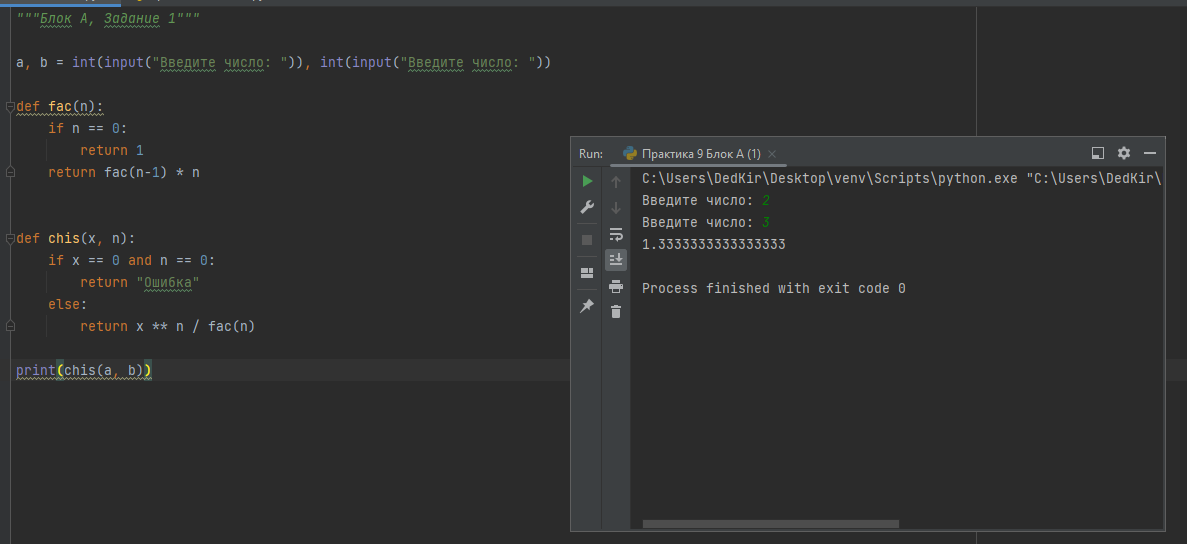 """Блок А, Задание 1"""
a, b = int(input("Введите число: ")), int(input("Введите число: "))
def fac(n):
if n == 0:
return 1
return fac(n-1) * n
def chis(x, n):
if x == 0 and n == 0:
return "Ошибка"
else:
return x ** n / fac(n)
print(chis(a, b))
Run: Практика 9 Блок А (1)
C:\Users\DedKir\Desktop\venv\Scripts\python.exe "C:\Users\DedKir\
Введите число: 2
Введите число: 3
1.3333333333333333
Process finished with exit code 0